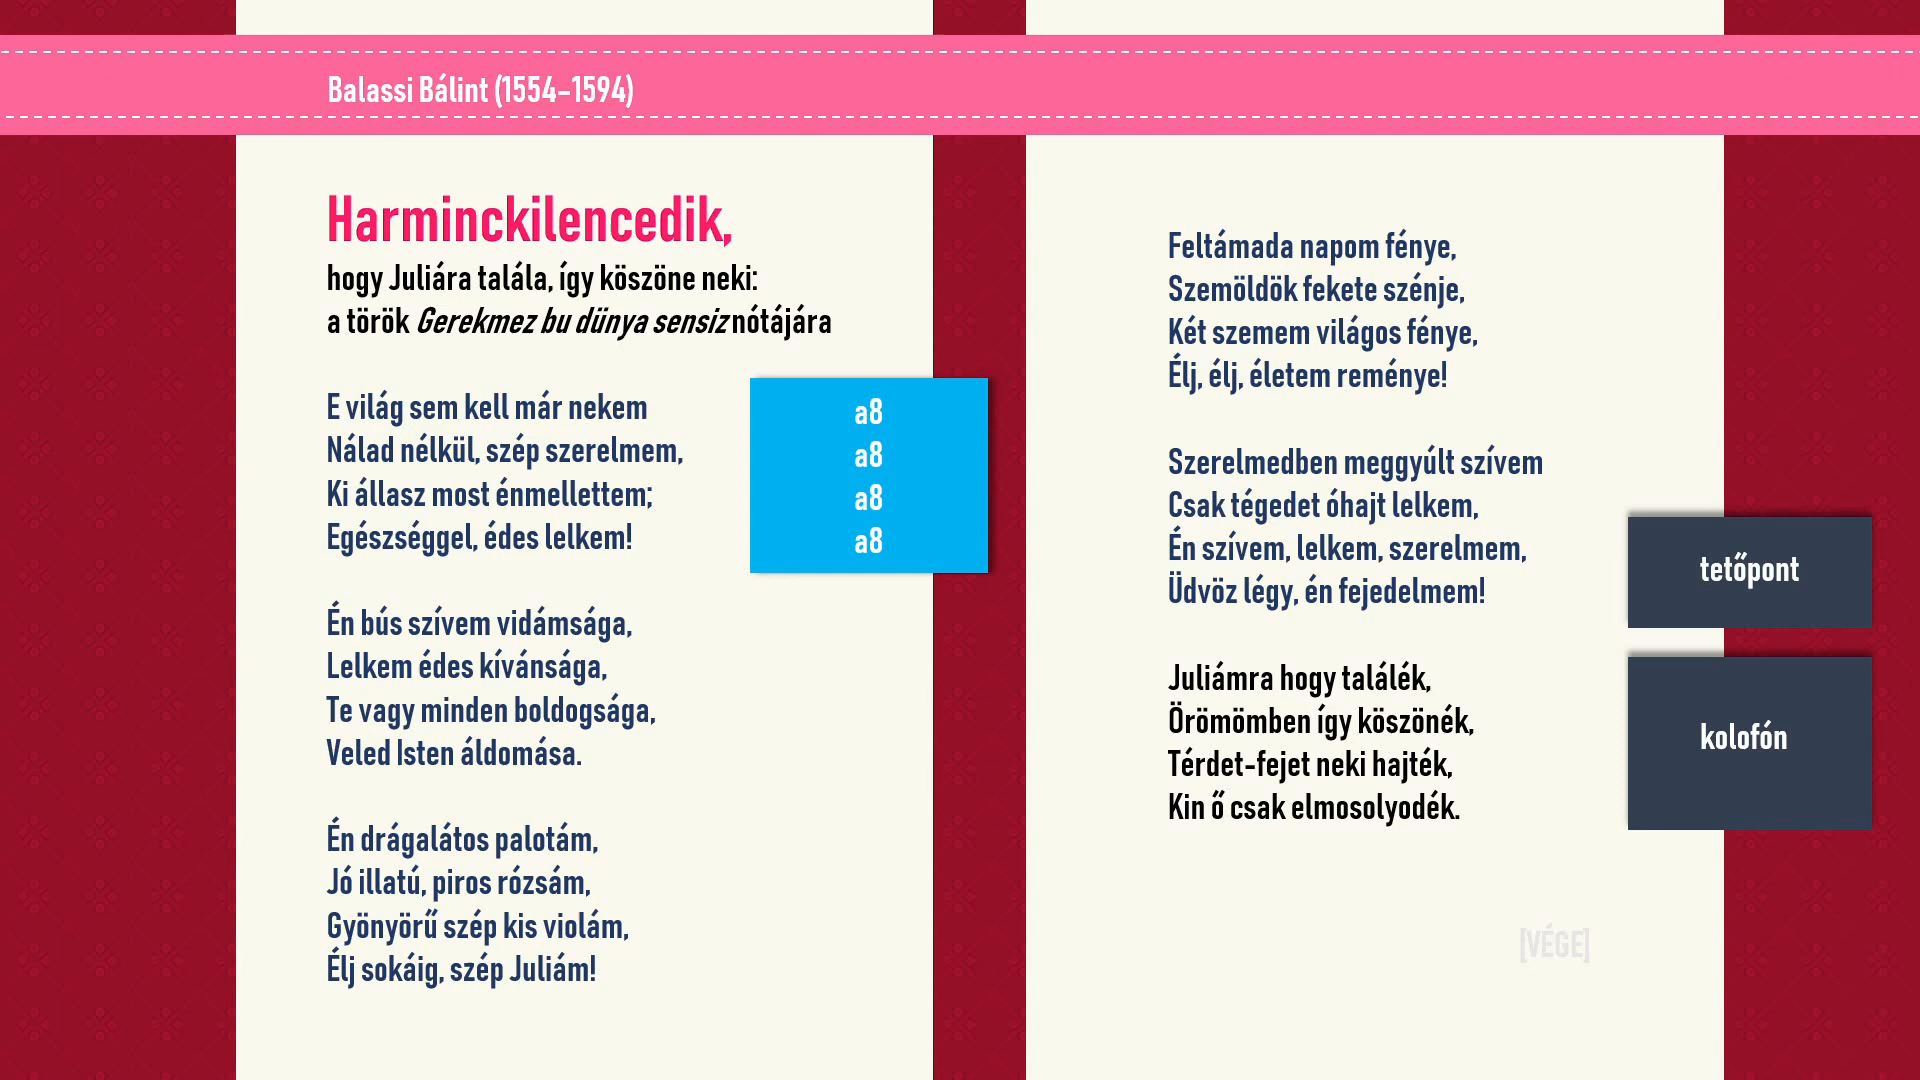 Balassi Bálint (1554–1594)
Harminckilencedik,
hogy Juliára talála, így köszöne neki:
a török Gerekmez bu dünya sensiz nótájára
E világ sem kell már nekem
Nálad nélkül, szép szerelmem,
Ki állasz most énmellettem;
Egészséggel, édes lelkem!
a8
a8
a8
a8
Én bús szívem vidámsága,
Lelkem édes kívánsága,
Te vagy minden boldogsága,
Veled Isten áldomása.
Én drágalátos palotám,
Jó illatú, piros rózsám,
Gyönyörű szép kis violám,
Élj sokáig, szép Juliám!
Feltámada napom fénye,
Szemöldök fekete szénje,
Két szemem világos fénye,
Élj, élj, életem reménye!
Szerelmedben meggyúlt szívem
Csak tégedet óhajt lelkem,
Én szívem, lelkem, szerelmem,
Üdvöz légy, én fejedelmem!
tetőpont
Juliámra hogy találék,
Örömömben így köszönék,
Térdet-fejet neki hajték,
Kin ő csak elmosolyodék.
kolofón
[VÉGE]